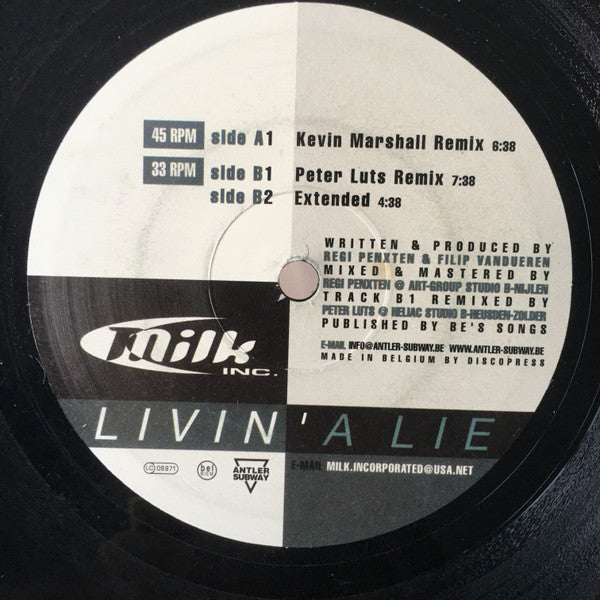 45 RPM side A1 Kevin Marshall Remix 6:38
33 RPM side B1 Peter Luts Remix 7:38
side B2 Extended 4:38
WRITTEN & PRODUCED BY
REGI PENXTEN & FILIP VANDUEREN
MIXED & MASTERED BY
REGI PENXTEN @ ART-GROUP STUDIO B-NIJLEN
TRACK B1 REMIXED BY
PETER LUTS @ HELIAC STUDIO B-HEUSDEN-ZOLDER
PUBLISHED BY BE'S SONGS
E-MAIL INFO@ANTLER-SUBWAY.BE WWW.ANTLER-SUBWAY.BE
MADE IN BELGIUM BY DISCOPRESS
Milk
INC.
LIVIN'A LIE
E-MAIL MILK.INCORPORATED@USA.NET
LC 06871
ANTLER
SUBWAY